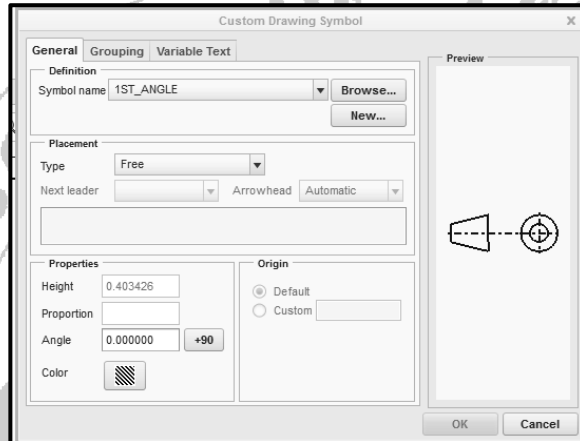 Custom Drawing Symbol x
General Grouping Variable Text
Definition
Symbol name 1ST_ANGLE Browse...
New...
Placement
Type Free
Next leader Arrowhead Automatic
Properties
Height 0.403426
Proportion
Angle 0.000000 +90
Color
Origin
Default
Custom
Preview
OK Cancel